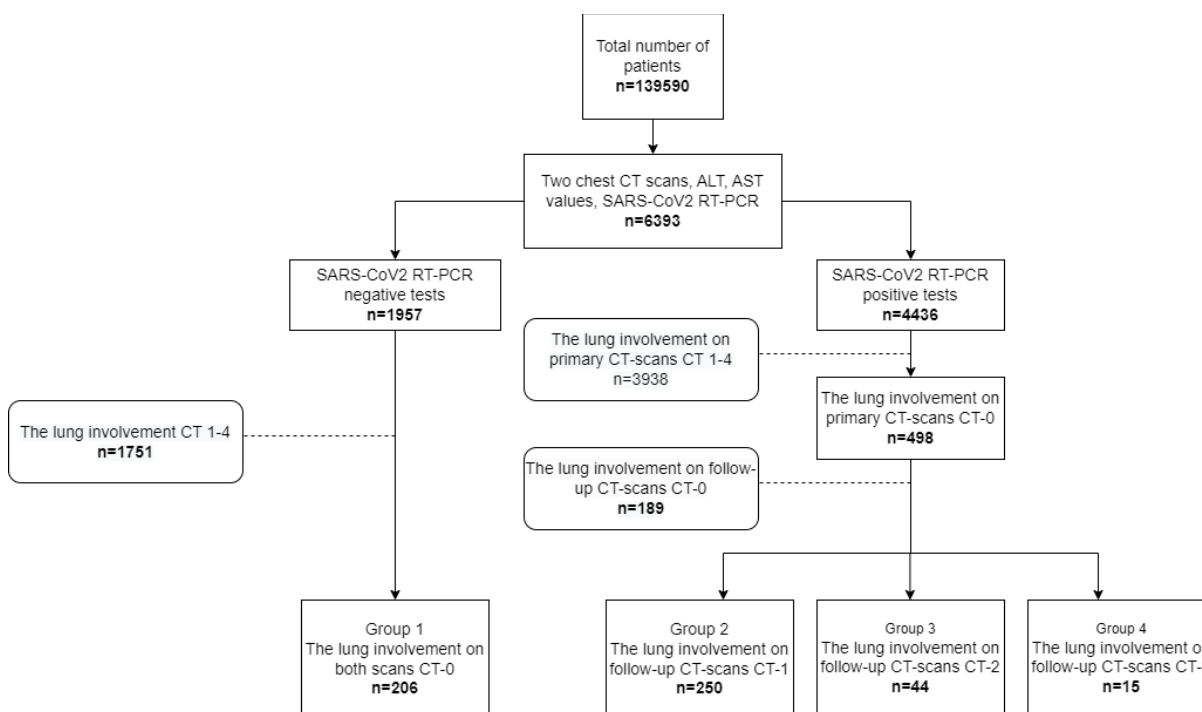 Total number of
patients
n=139590
Two chest CT scans, ALT, AST
values, SARS-CoV2 RT-PCR
n=6393
SARS-CoV2 RT-PCR
negative tests
n=1957
SARS-CoV2 RT-PCR
positive tests
n=4436
The lung involvement on
primary CT-scans CT 1-4
n=3938
The lung involvement on
primary CT-scans CT-0
n=498
The lung involvement CT 1-4
n=1751
The lung involvement on follow-
up CT-scans CT-0
n=189
Group 1
The lung involvement on
both scans CT-0
n=206
Group 2
The lung involvement on
follow-up CT-scans CT-1
n=250
Group 3
The lung involvement on
follow-up CT-scans CT-2
n=44
Group 4
The lung involvement o
follow-up CT-scans CT-
n=15